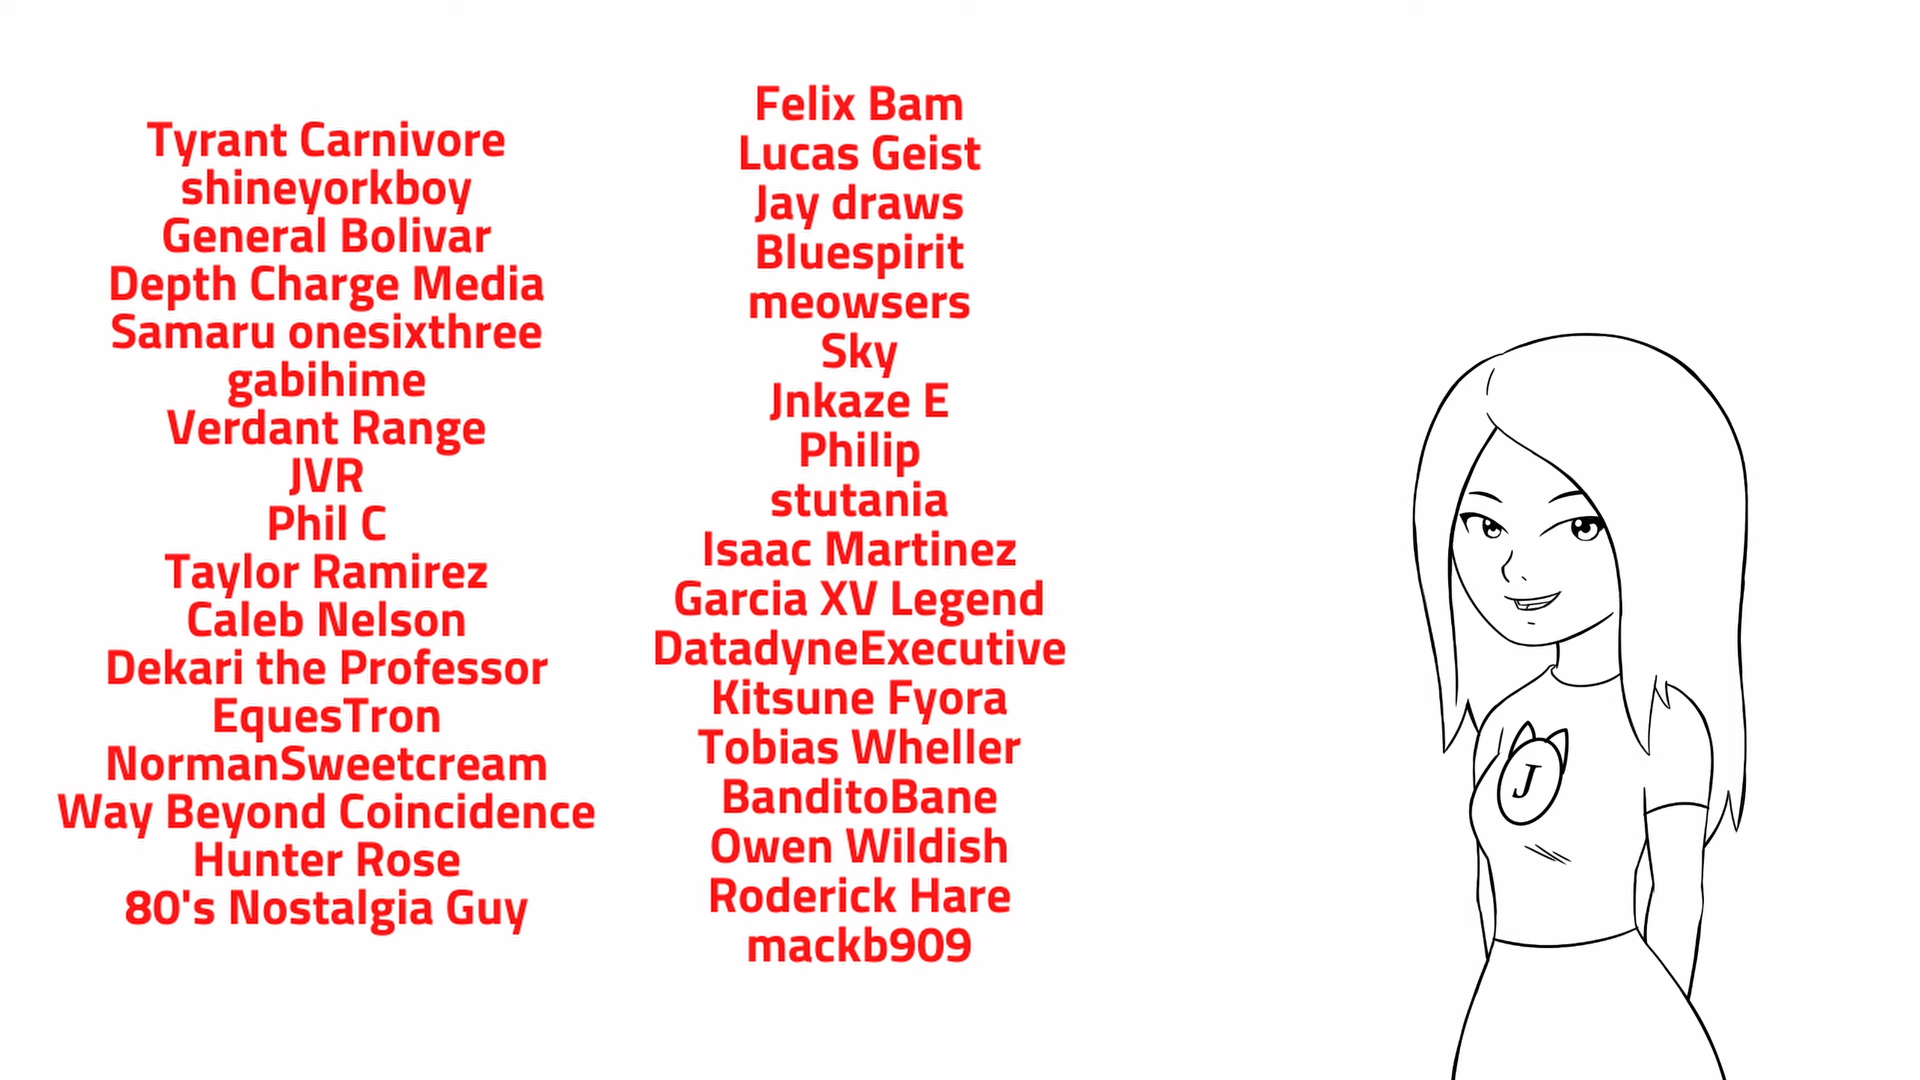 Tyrant Carnivore
shineyorkboy
General Bolivar
Depth Charge Media
Samaru onesixthree
gabihime
Verdant Range
JVR
Phil C
Taylor Ramirez
Caleb Nelson
Dekari the Professor
EquesTron
NormanSweetcream
Way Beyond Coincidence
Hunter Rose
80's Nostalgia Guy
Felix Bam
Lucas Geist
Jay draws
Bluespirit
meowsers
Sky
Jnkaze E
Philip
stutania
Isaac Martinez
Garcia XV Legend
DatadyneExecutive
Kitsune Fyora
Tobias Wheller
BanditoBane
Owen Wildish
Roderick Hare
mackb909
J